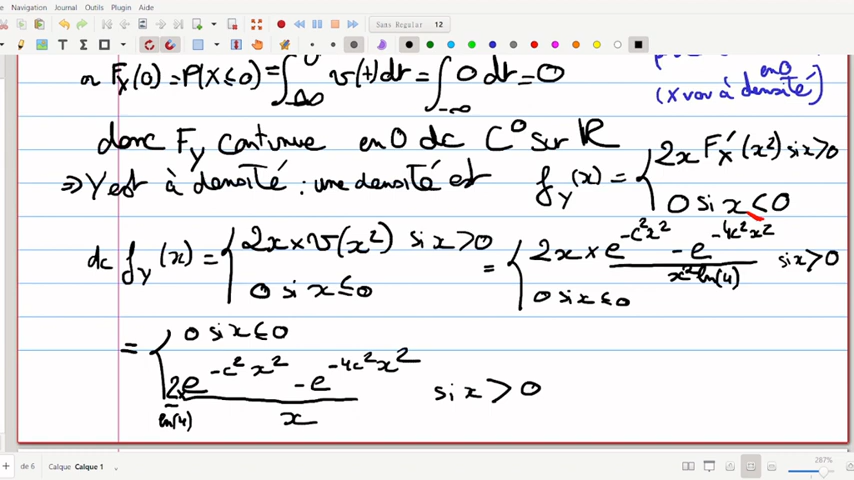 Navigation Journal Outils Plugin Aide
Sans Regular 12
T
or F_X(0) = P(X ≤ 0) = ∫_{-∞}^{0} v(t)dt = ∫_{-∞} 0 dt = 0
en 0
(X var à densité)
donc F_Y continue en 0 dc C⁰ sur ℝ
⇒ Y est à densité : une densité est f_Y(x) = { 2x F_X'(x²) si x>0
0 si x ≤ 0
dc f_Y(x) = { 2x × v(x²) si x>0 = { 2x × (e^{-c²x²} - e^{-4c²x²}) / (x² ln(4)) si x>0
0 si x ≤ 0 0 si x ≤ 0
= { 0 si x ≤ 0
2/ln(4) × (e^{-c²x²} - e^{-4c²x²}) / x si x > 0
de 6 Calque Calque 1 287%